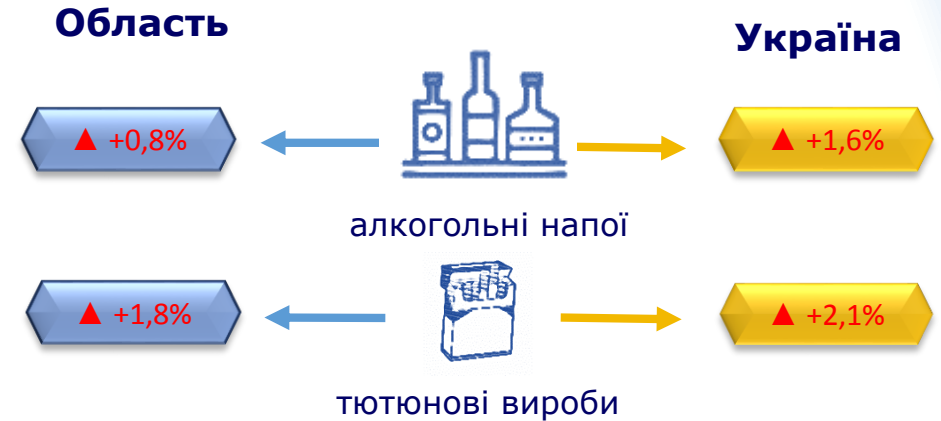 Область
Україна
▲ +0,8%
▲ +1,6%
алкогольні напої
▲ +1,8%
▲ +2,1%
тютюнові вироби